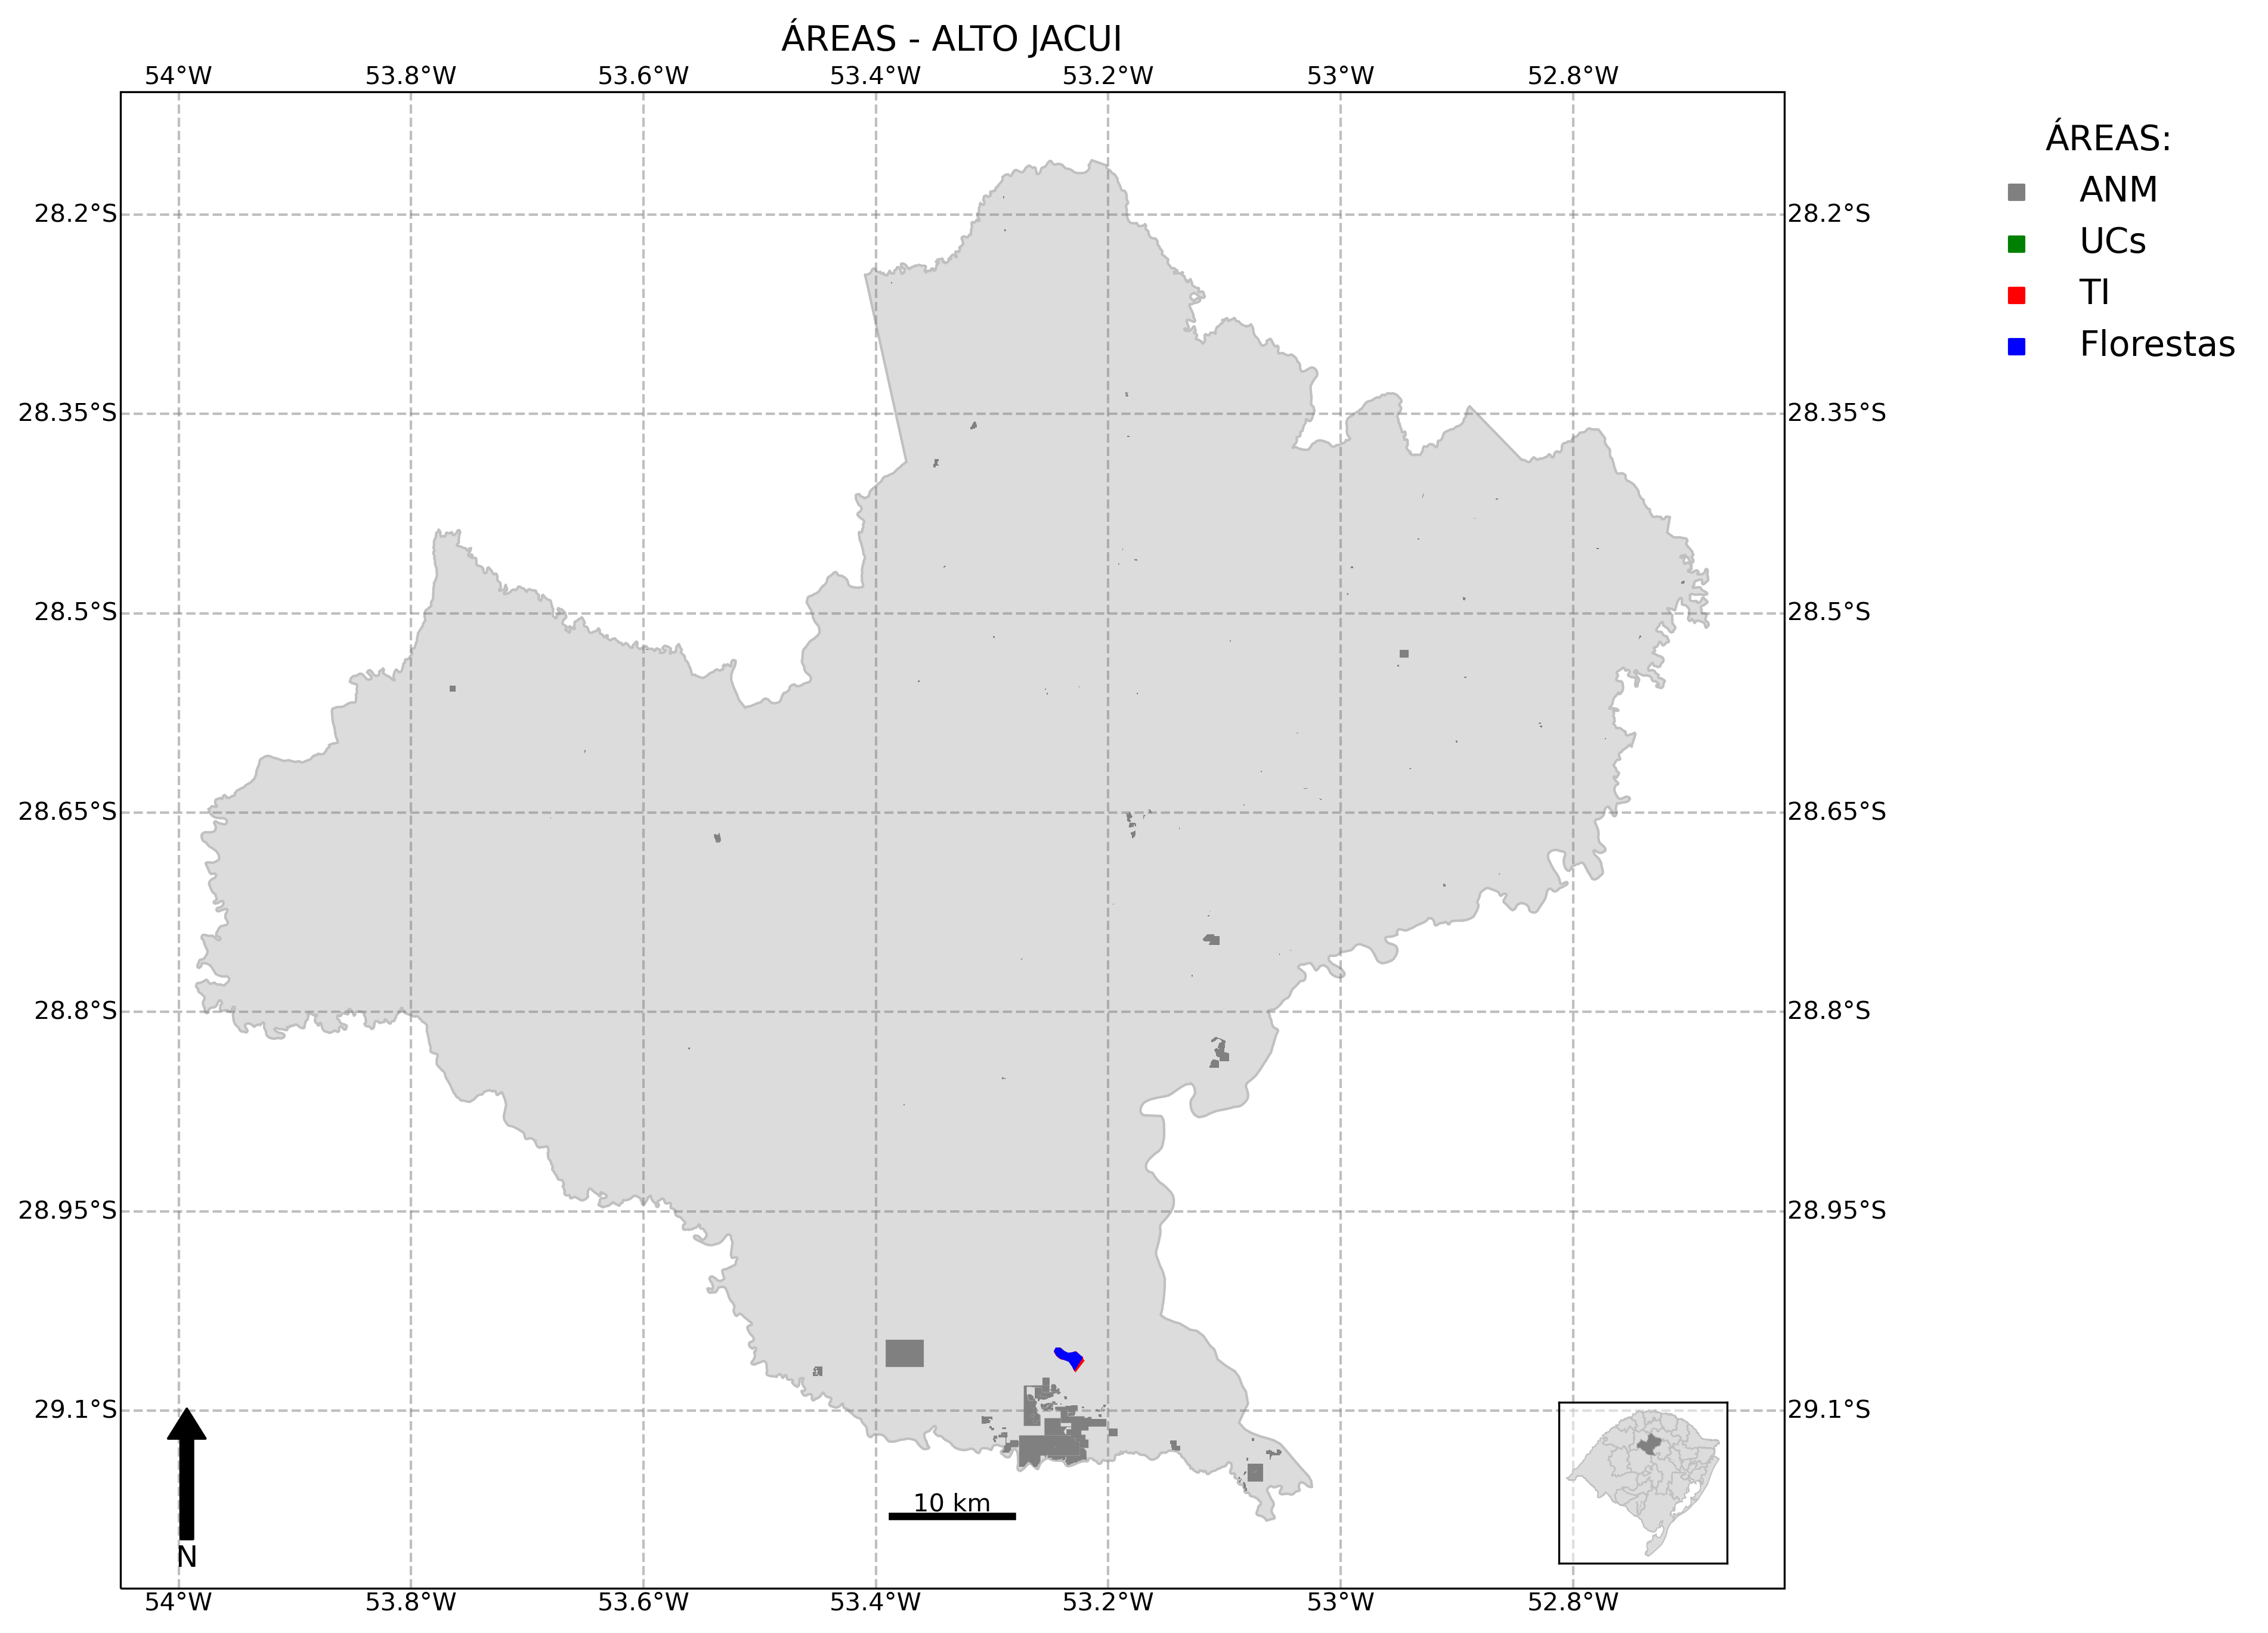 ÁREAS - ALTO JACUI
54°W 53.8°W 53.6°W 53.4°W 53.2°W 53°W 52.8°W
ÁREAS:
ANM
UCs
TI
Florestas
28.2°S 28.2°S
28.35°S 28.35°S
28.5°S 28.5°S
28.65°S 28.65°S
28.8°S 28.8°S
28.95°S 28.95°S
29.1°S 29.1°S
10 km
N
54°W 53.8°W 53.6°W 53.4°W 53.2°W 53°W 52.8°W